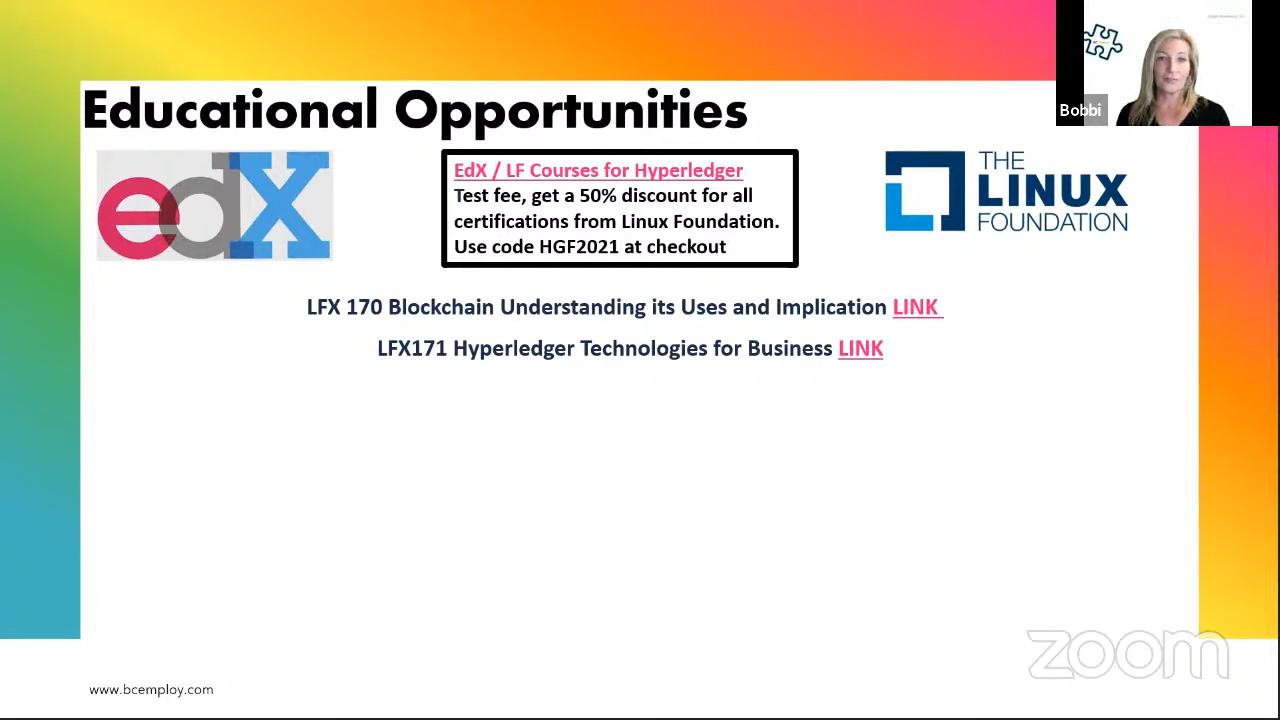 Educational Opportunities
Bobbi
edX
EdX / LF Courses for Hyperledger
Test fee, get a 50% discount for all
certifications from Linux Foundation.
Use code HGF2021 at checkout
THE
LINUX
FOUNDATION
LFX 170 Blockchain Understanding its Uses and Implication LINK
LFX171 Hyperledger Technologies for Business LINK
zoom
www.bcemploy.com